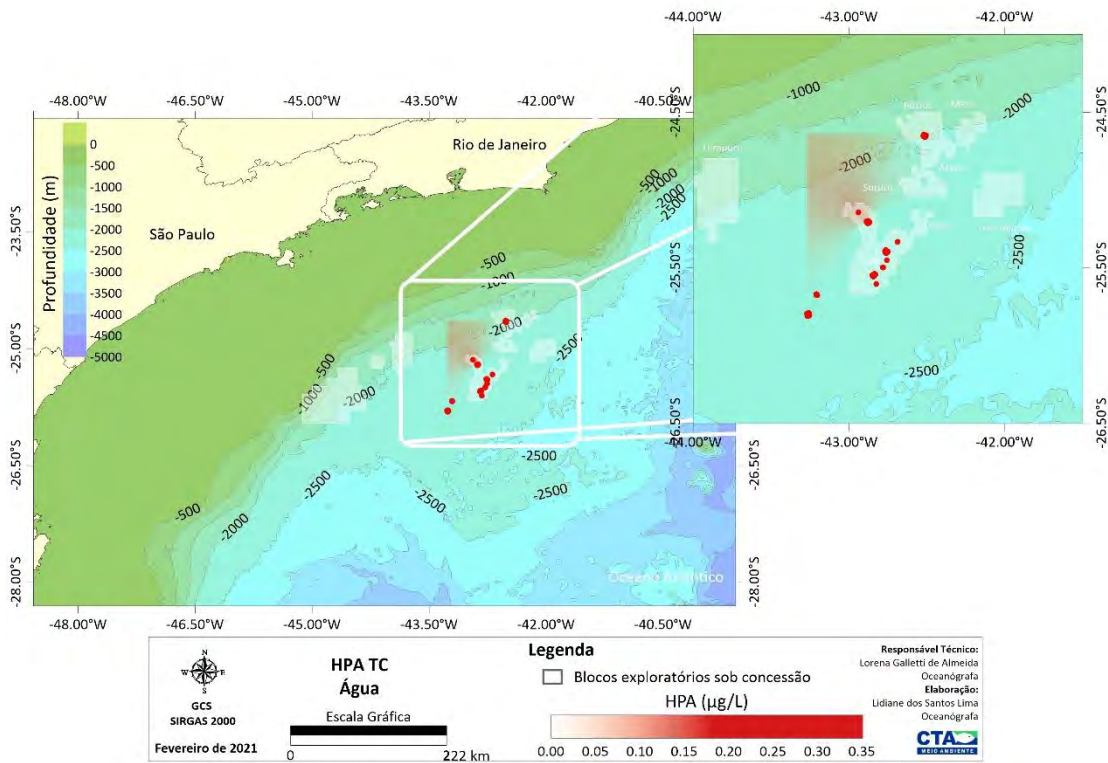 -44.00°W -43.00°W -42.00°W
-48.00°W -46.50°W -45.00°W -43.50°W -42.00°W -40.50°W
-24.50°S
-25.50°S
-26.50°S
-1000
-2000
-2000
-2500
-2500
-44.00°W -43.00°W -42.00°W
Rio de Janeiro
São Paulo
Profundidade (m)
0
-500
-1000
-1500
-2000
-2500
-3000
-3500
-4000
-4500
-5000
-23.50°S
-25.00°S
-26.50°S
-28.00°S
-500
-1000
-2000
-2500
-500
-1000
-2000
-2500
-500
-1000
-2000
-2500
-2500
-2500
-2500
-500
-2000
-26.50°S
-28.00°S
Oceano Atlântico
-48.00°W -46.50°W -45.00°W -43.50°W -42.00°W -40.50°W
N
W E
S
GCS
SIRGAS 2000
Fevereiro de 2021
HPA TC
Água
Escala Gráfica
0 222 km
Legenda
Blocos exploratórios sob concessão
HPA (µg/L)
0.00 0.05 0.10 0.15 0.20 0.25 0.30 0.35
Responsável Técnico:
Lorena Galletti de Almeida
Oceanógrafa
Elaboração:
Lidiane dos Santos Lima
Oceanógrafa
CTA
MEIO AMBIENTE